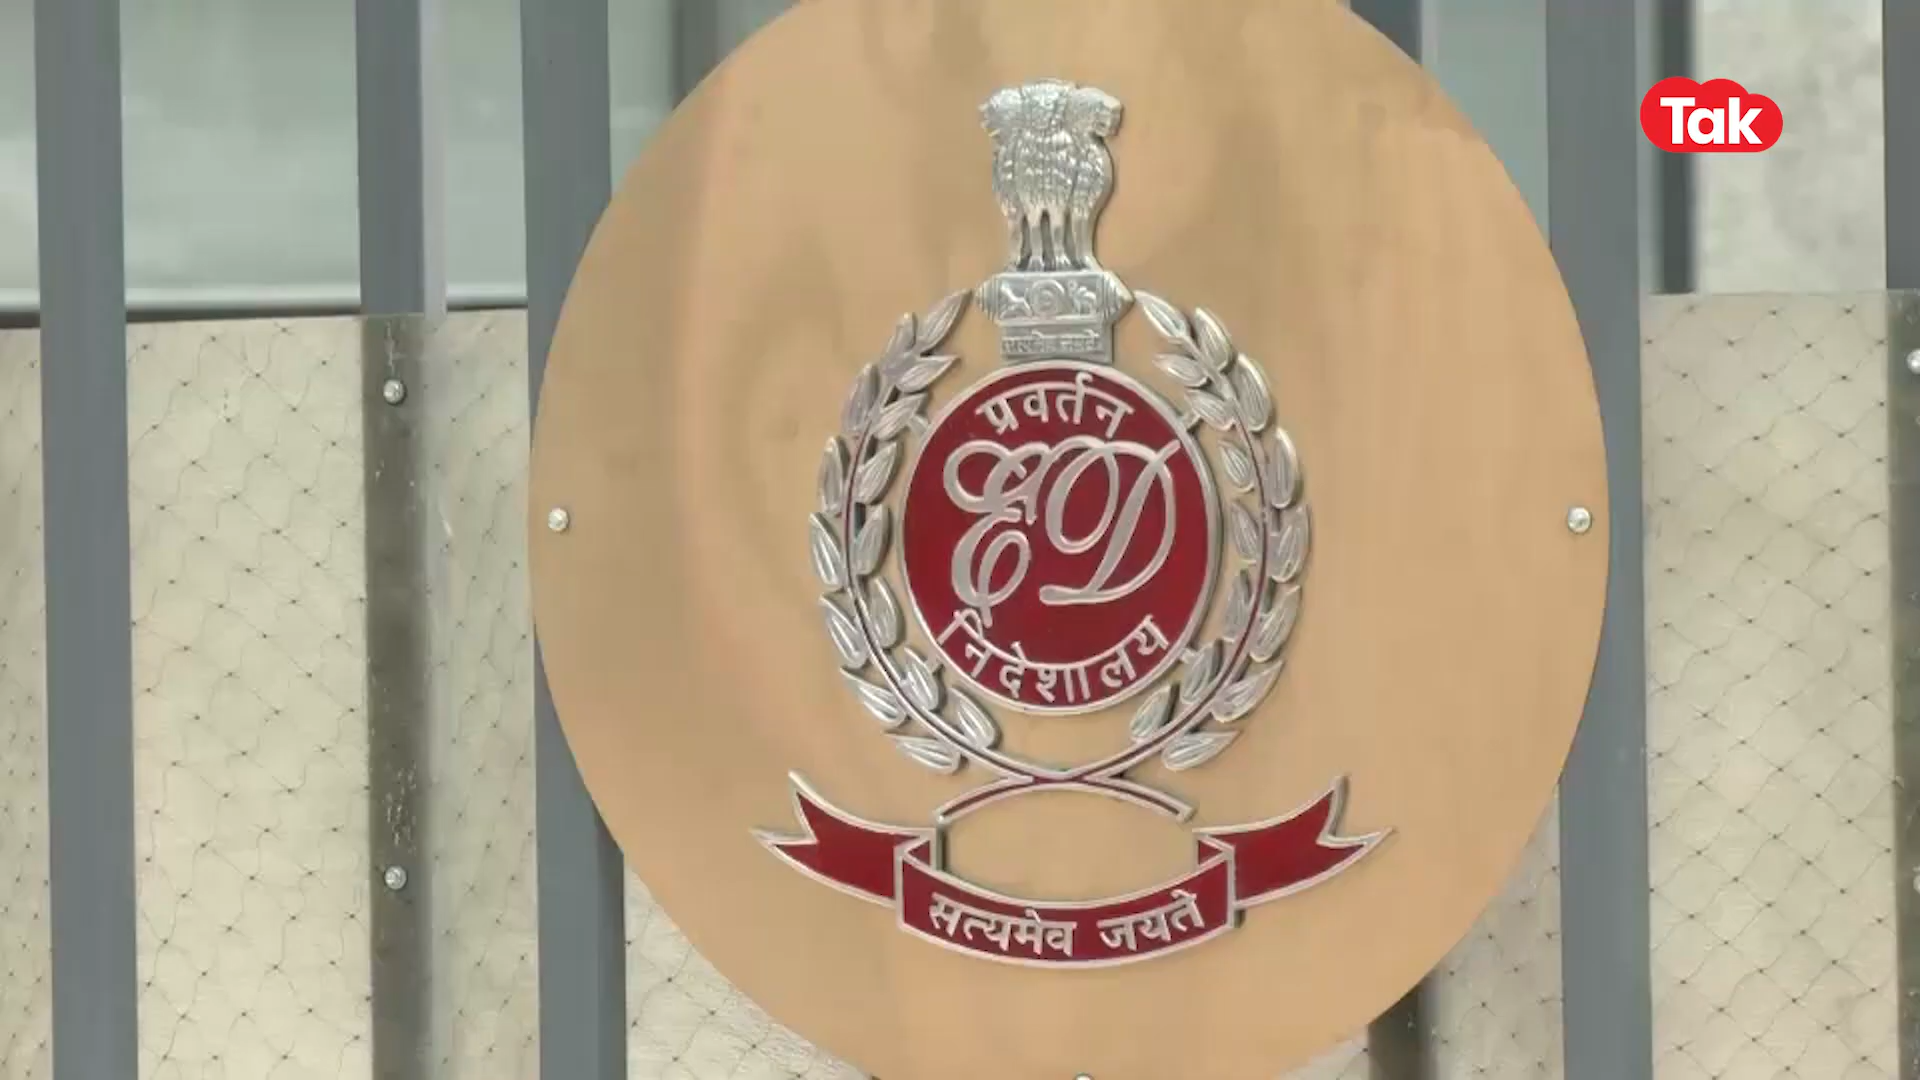 Tak
प्रवर्तन
ED
निदेशालय
सत्यमेव जयते